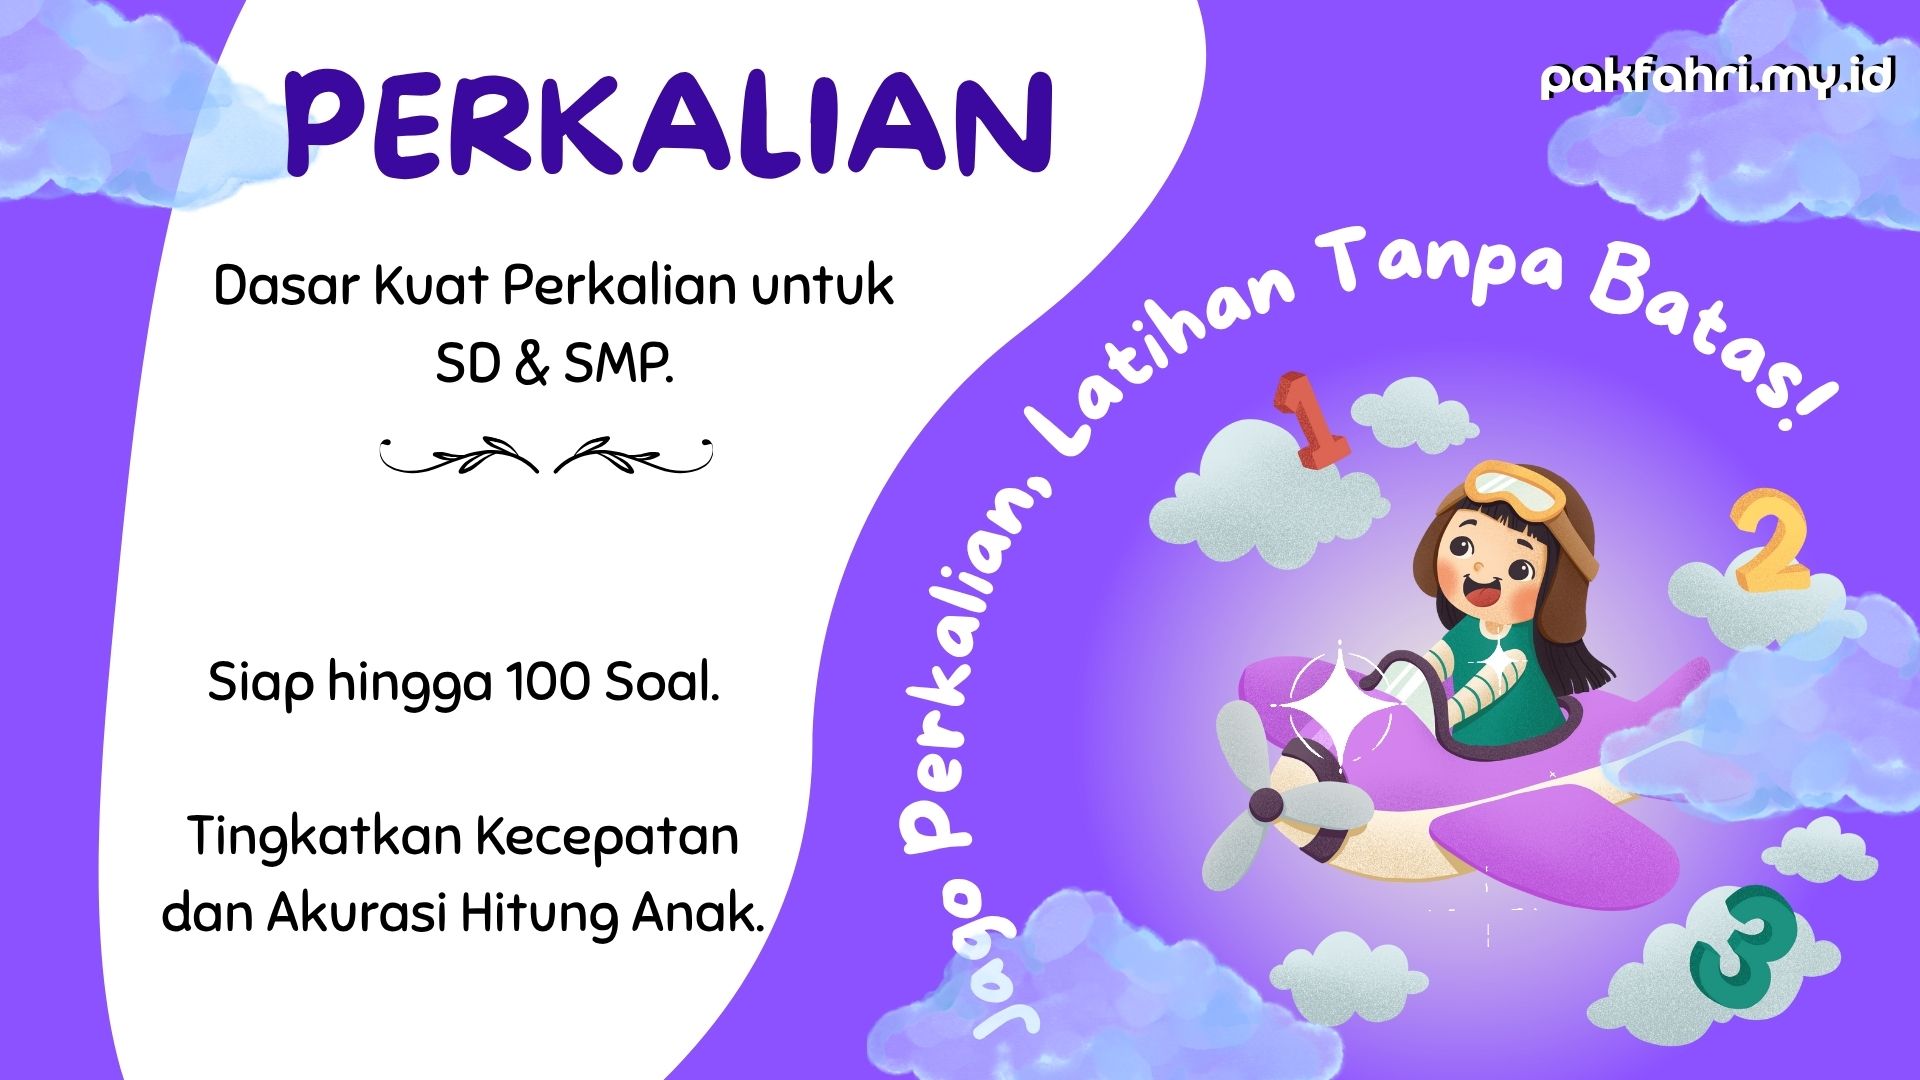 PERKALIAN
pakfahri.my.id
Dasar Kuat Perkalian untuk
SD & SMP.
Siap hingga 100 Soal.
Tingkatkan Kecepatan
dan Akurasi Hitung Anak.
Jago Perkalian, Latihan Tanpa Batas!
1
2
3